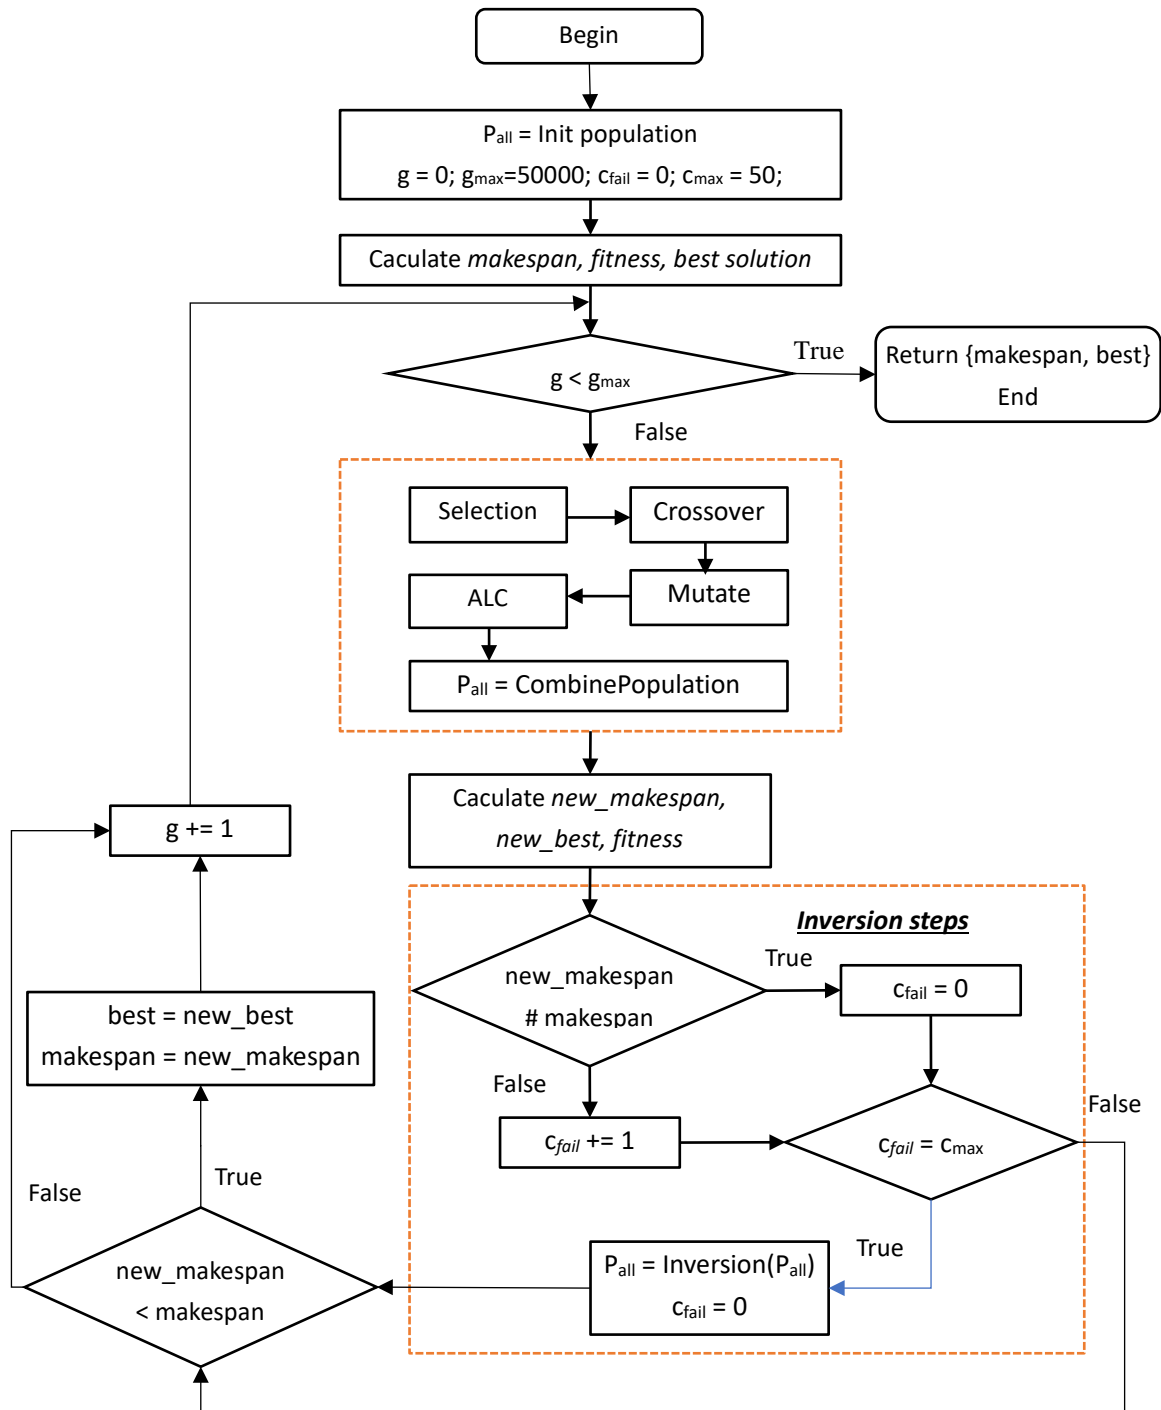 Begin
Pall = Init population
g = 0; gmax=50000; cfail = 0; cmax = 50;
Caculate makespan, fitness, best solution
g < gmax
True
Return {makespan, best}
End
False
Selection
Crossover
ALC
Mutate
Pall = CombinePopulation
Caculate new_makespan,
new_best, fitness
g += 1
Inversion steps
new_makespan
# makespan
True
cfail = 0
best = new_best
makespan = new_makespan
False
cfail += 1
cfail = cmax
False
True
False
new_makespan
< makespan
True
Pall = Inversion(Pall)
cfail = 0